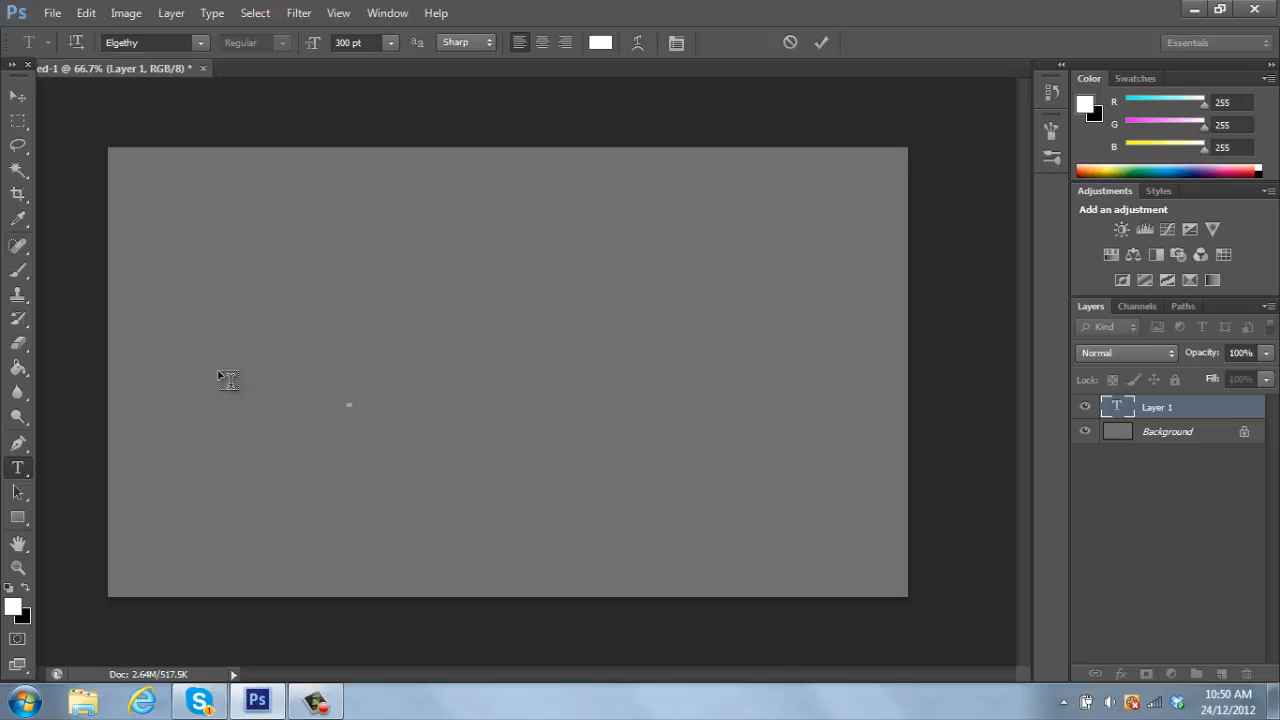 Ps File Edit Image Layer Type Select Filter View Window Help
T Elgethy Regular 300 pt Sharp Essentials
ed-1 @ 66.7% (Layer 1, RGB/8) *
Color Swatches
R 255
G 255
B 255
Adjustments Styles
Add an adjustment
Layers Channels Paths
Kind
Normal Opacity: 100%
Lock: Fill: 100%
T Layer 1
Background
Doc: 2.64M/517.5K
Ps
10:50 AM
24/12/2012